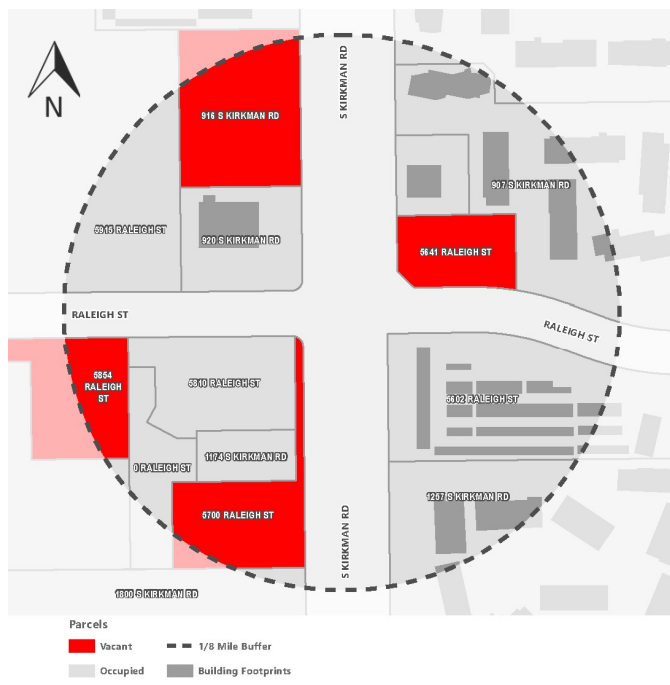 S KIRKMAN RD
N
916 S KIRKMAN RD
907 S KIRKMAN RD
5915 RALEIGH ST
920 S KIRKMAN RD
5641 RALEIGH ST
RALEIGH ST
RALEIGH ST
5854
RALEIGH
ST
5810 RALEIGH ST
5602 RALEIGH ST
1174 S KIRKMAN RD
0 RALEIGH ST
1257 S KIRKMAN RD
5700 RALEIGH ST
S KIRKMAN RD
1800 S KIRKMAN RD
Parcels
Vacant
1/8 Mile Buffer
Occupied
Building Footprints